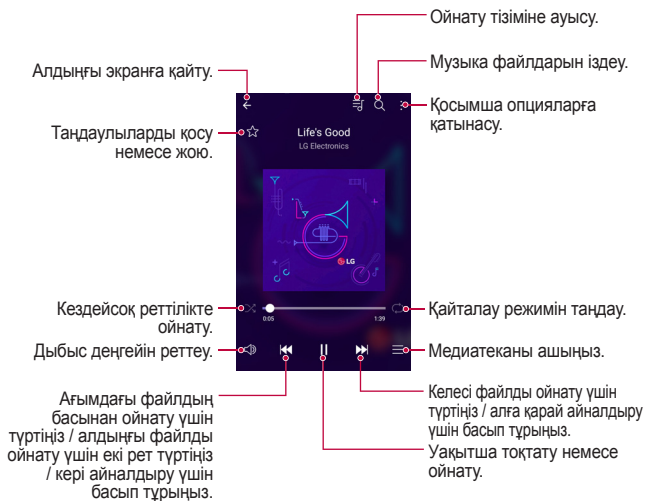 Ойнату тізіміне ауысу.
Музыка файлдарын іздеу.
Алдыңғы экранға қайту.
Қосымша опцияларға
қатынасу.
Таңдаулыларды қосу
немесе жою.
Life's Good
LG Electronics
LG
Кездейсоқ реттілікте
ойнату.
0:05
1:39
Қайталау режимін таңдау.
Дыбыс деңгейін реттеу.
Медиатеканы ашыңыз.
Ағымдағы файлдың
басынан ойнату үшін
түртіңіз / алдыңғы файлды
ойнату үшін екі рет түртіңіз
/ кері айналдыру үшін
басып тұрыңыз.
Келесі файлды ойнату үшін
түртіңіз / алға қарай айналдыру
үшін басып тұрыңыз.
Уақытша тоқтату немесе
ойнату.